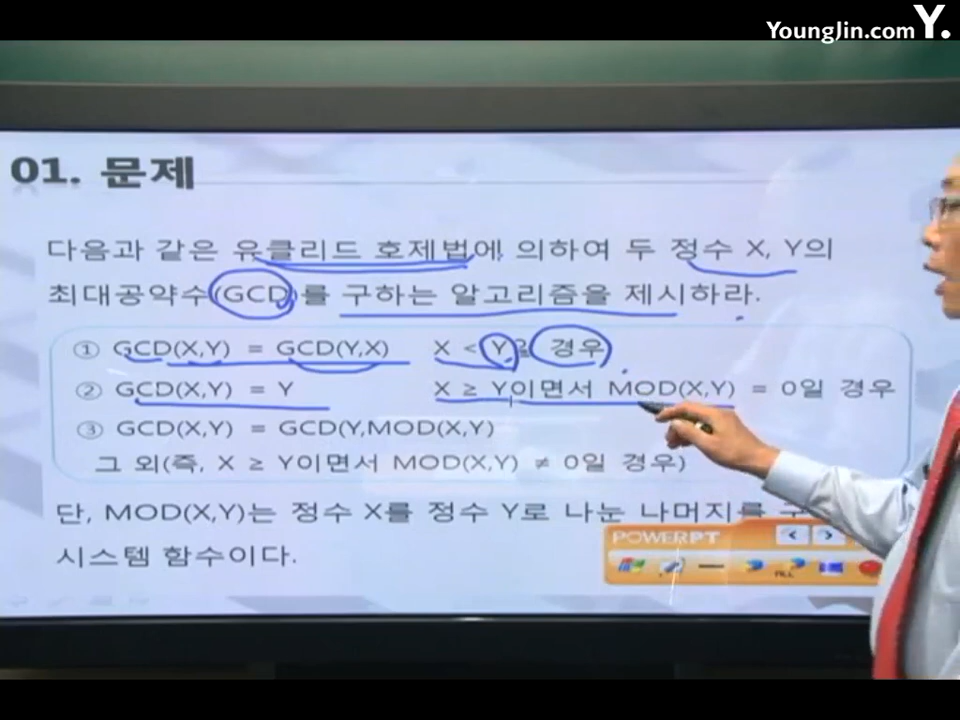 YoungJin.com Y.
01. 문제
다음과 같은 유클리드 호제법에 의하여 두 정수 X, Y의
최대공약수(GCD)를 구하는 알고리즘을 제시하라.
① GCD(X,Y) = GCD(Y,X) X < Y일 경우
② GCD(X,Y) = Y X ≥ Y이면서 MOD(X,Y) = 0일 경우
③ GCD(X,Y) = GCD(Y,MOD(X,Y)
그 외(즉, X ≥ Y이면서 MOD(X,Y) ≠ 0일 경우)
단, MOD(X,Y)는 정수 X를 정수 Y로 나눈 나머지를
시스템 함수이다.
POWERPT